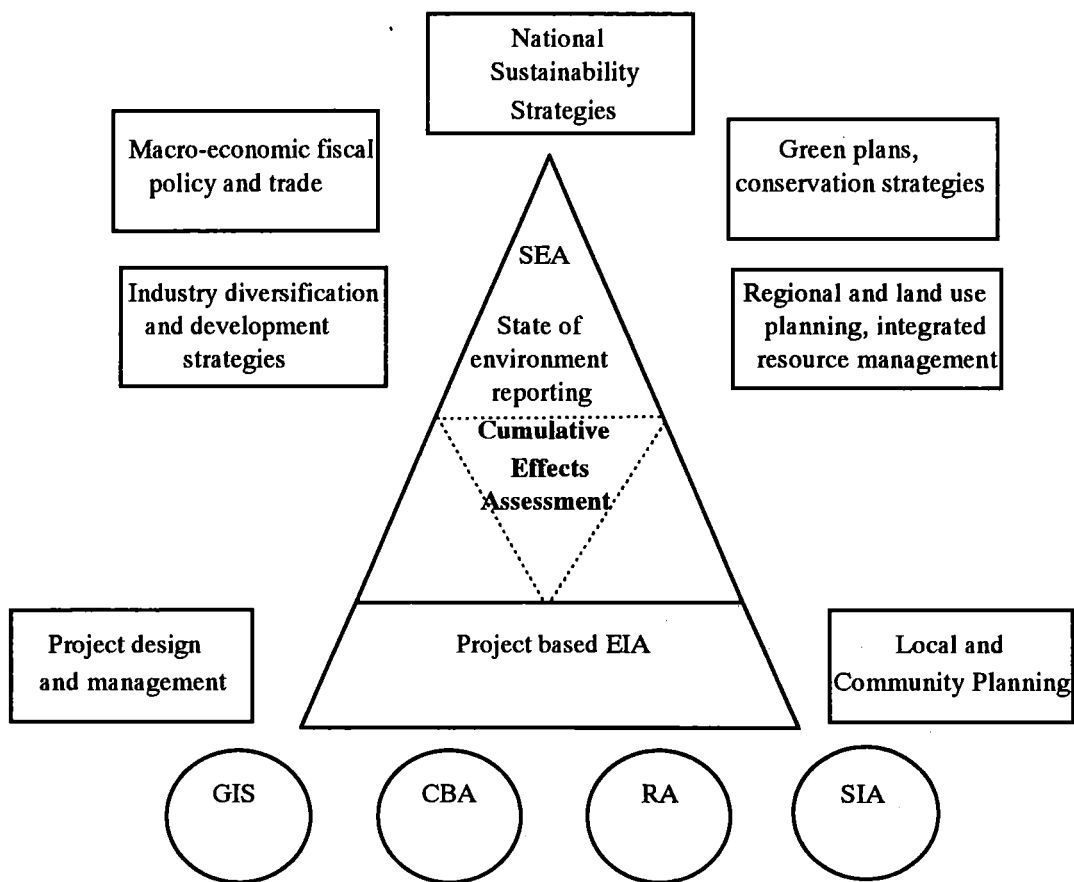 National
Sustainability
Strategies
Macro-economic fiscal
policy and trade
Green plans,
conservation strategies
SEA
Industry diversification
and development
strategies
Regional and land use
planning, integrated
resource management
State of
environment
reporting
Cumulative
Effects
Assessment
Project design
and management
Project based EIA
Local and
Community Planning
GIS
CBA
RA
SIA